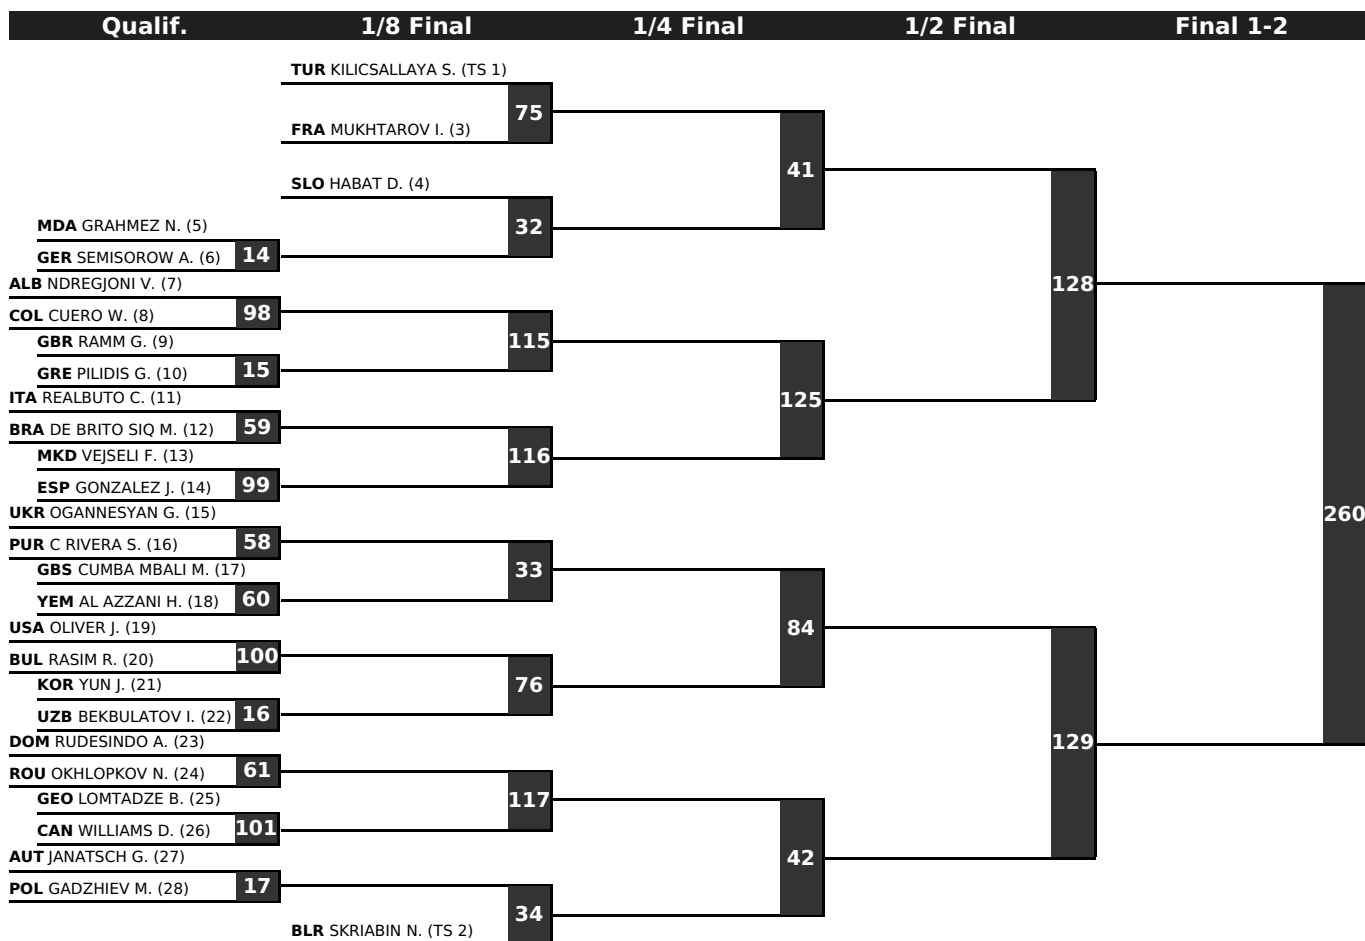 Qualif. 1/8 Final 1/4 Final 1/2 Final Final 1-2
TUR KILICSALLAYA S. (TS 1)
75
FRA MUKHTAROV I. (3)
41
SLO HABAT D. (4)
32
MDA GRAHMEZ N. (5)
GER SEMISOROW A. (6) 14
ALB NDREGJONI V. (7)
128
COL CUERO W. (8) 98
GBR RAMM G. (9)
115
GRE PILIDIS G. (10) 15
ITA REALBUTO C. (11)
125
BRA DE BRITO SIQ M. (12) 59
MKD VEJSELI F. (13)
116
ESP GONZALEZ J. (14) 99
UKR OGANNESYAN G. (15)
260
PUR C RIVERA S. (16) 58
GBS CUMBA MBALI M. (17)
33
YEM AL AZZANI H. (18) 60
USA OLIVER J. (19)
84
BUL RASIM R. (20) 100
KOR YUN J. (21)
76
UZB BEKBULATOV I. (22) 16
DOM RUDESINDO A. (23)
129
ROU OKHLOPKOV N. (24) 61
GEO LOMTADZE B. (25)
117
CAN WILLIAMS D. (26) 101
AUT JANATSCH G. (27)
42
POL GADZHIEV M. (28) 17
34
BLR SKRIABIN N. (TS 2)